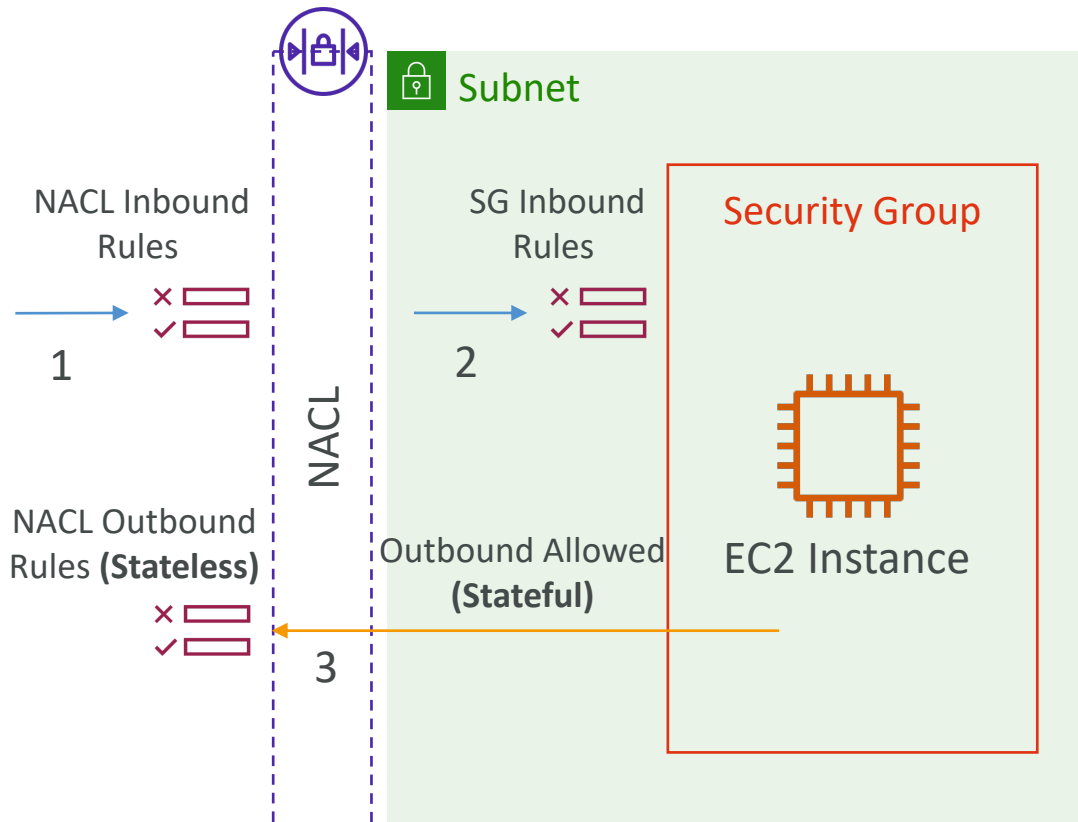 Subnet
NACL Inbound
Rules
SG Inbound
Rules
Security Group
1
2
NACL
NACL Outbound
Rules (Stateless)
Outbound Allowed
(Stateful)
EC2 Instance
3